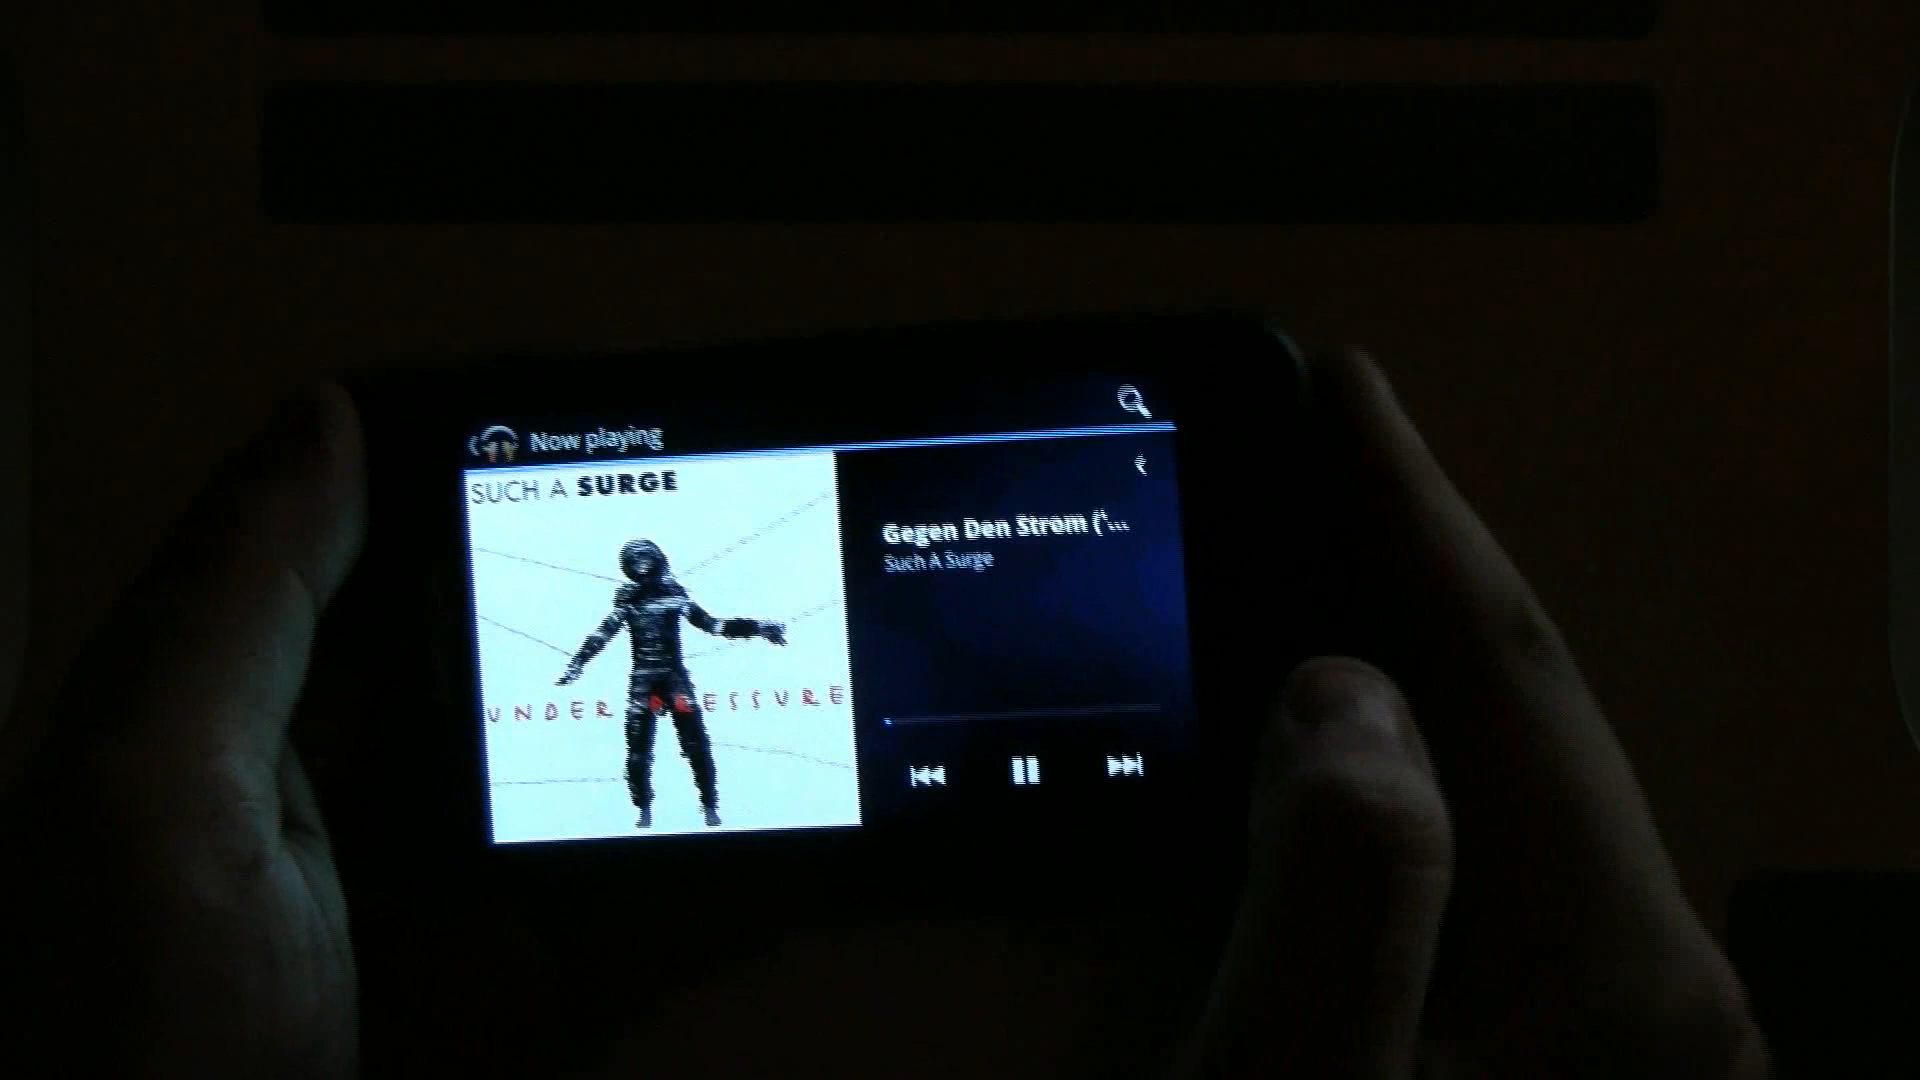 Now playing
SUCH A SURGE
Gegen Den Strom ('...
Such A Surge
UNDER PRESSURE